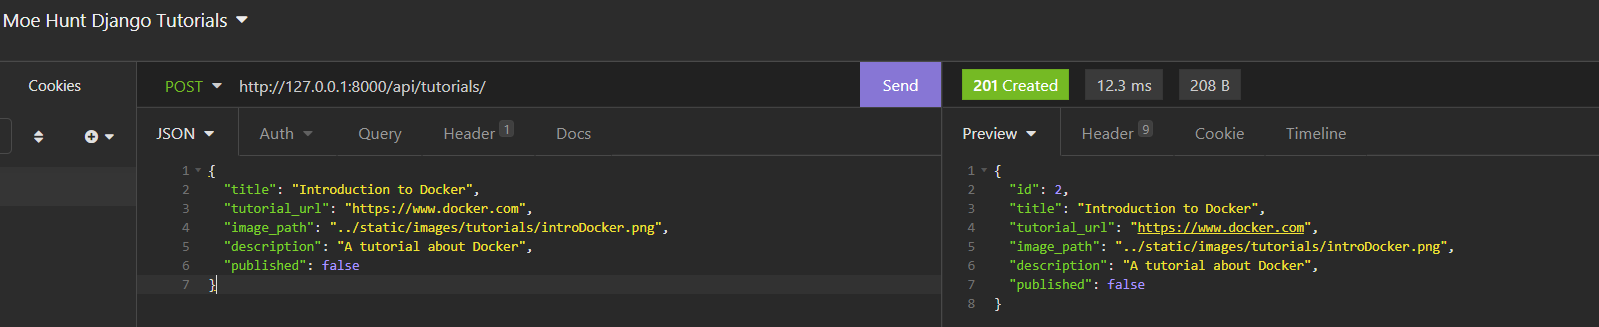 Moe Hunt Django Tutorials
Cookies
POST http://127.0.0.1:8000/api/tutorials/ Send
JSON Auth Query Header 1 Docs
1 {
2 "title": "Introduction to Docker",
3 "tutorial_url": "https://www.docker.com",
4 "image_path": "../static/images/tutorials/introDocker.png",
5 "description": "A tutorial about Docker",
6 "published": false
7 }
201 Created 12.3 ms 208 B
Preview Header 9 Cookie Timeline
1 {
2 "id": 2,
3 "title": "Introduction to Docker",
4 "tutorial_url": "https://www.docker.com",
5 "image_path": "../static/images/tutorials/introDocker.png",
6 "description": "A tutorial about Docker",
7 "published": false
8 }